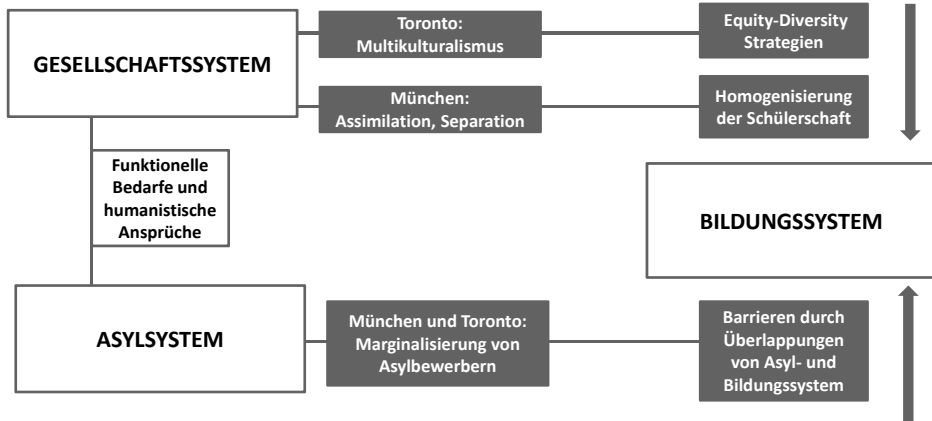 GESELLSCHAFTSSYSTEM
Toronto:
Multikulturalismus
Equity-Diversity
Strategien
München:
Assimilation, Separation
Homogenisierung
der Schülerschaft
Funktionelle
Bedarfe und
humanistische
Ansprüche
BILDUNGSSYSTEM
ASYLSYSTEM
München und Toronto:
Marginalisierung von
Asylbewerbern
Barrieren durch
Überlappungen
von Asyl- und
Bildungssystem